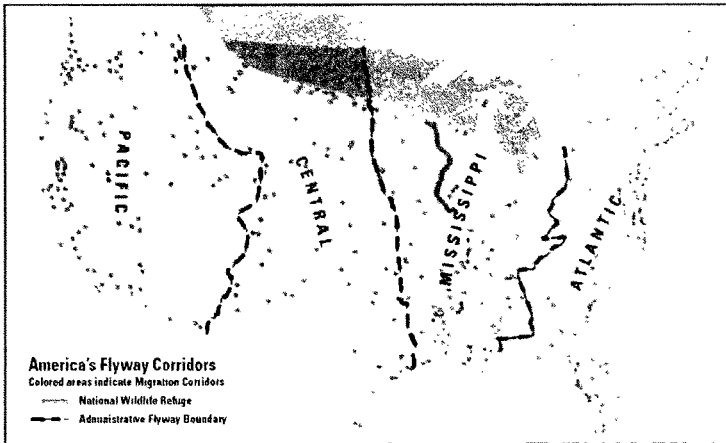 PACIFIC
CENTRAL
MISSISSIPPI
ATLANTIC
America's Flyway Corridors
Colored areas indicate Migration Corridors
National Wildlife Refuge
Administrative Flyway Boundary